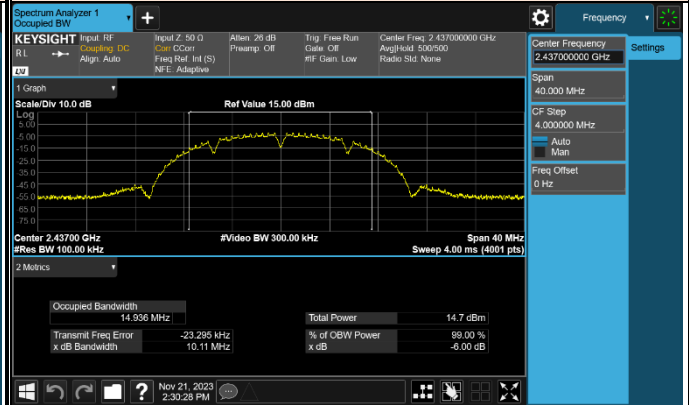 Spectrum Analyzer 1
Occupied BW
Frequency
KEYSIGHT
Input: RF
Input Z: 50 Ω
Atten: 26 dB
Trig: Free Run
Center Freq: 2.437000000 GHz
RL
Coupling: DC
Corr CCorr
Preamp: Off
Gate: Off
Avg|Hold: 500/500
Align: Auto
Freq Ref: Int (S)
#IF Gain: Low
Radio Std: None
NFE: Adaptive
LXI
Center Frequency
2.437000000 GHz
Settings
Span
40.000 MHz
CF Step
4.000000 MHz
Auto
Man
Freq Offset
0 Hz
1 Graph
Scale/Div 10.0 dB
Ref Value 15.00 dBm
Log
5.00
-5.00
-15.0
-25.0
-35.0
-45.0
-55.0
-65.0
-75.0
Center 2.43700 GHz
#Video BW 300.00 kHz
Span 40 MHz
#Res BW 100.00 kHz
Sweep 4.00 ms (4001 pts)
2 Metrics
Occupied Bandwidth
14.936 MHz
Total Power
14.7 dBm
Transmit Freq Error
-23.295 kHz
% of OBW Power
99.00 %
x dB Bandwidth
10.11 MHz
x dB
-6.00 dB
Nov 21, 2023
2:30:28 PM